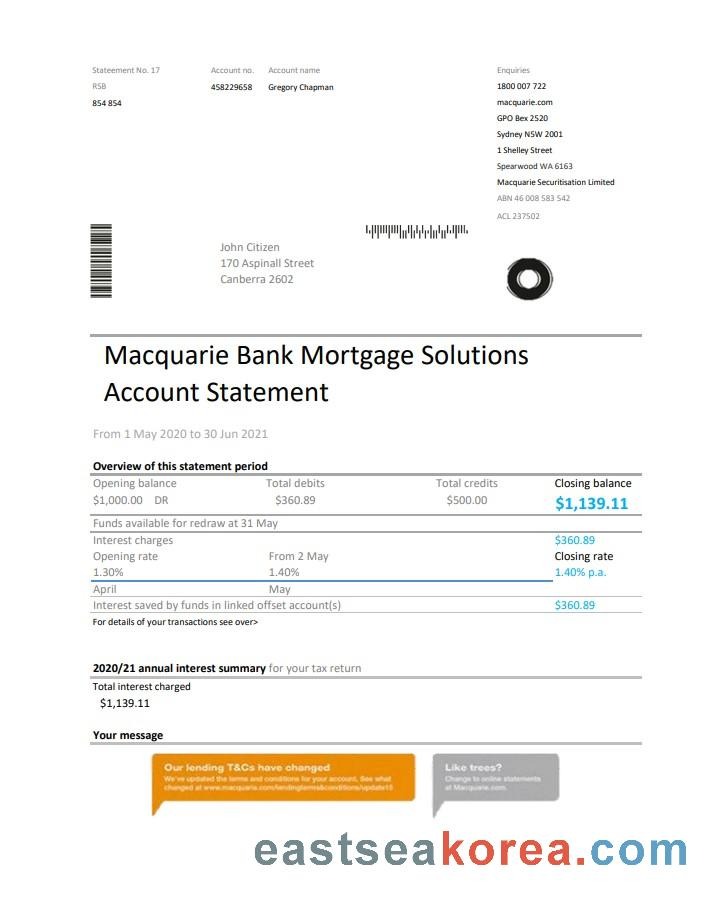 Stateement No. 17
RSB
854 854
Account no.
458229658
Account name
Gregory Chapman
Enquiries
1800 007 722
macquarie.com
GPO Bex 2520
Sydney N5W 2001
1 Shelley Street
Spearwood WA 6163
Macquarie Securitisation Limited
ABN 46 008 583 542
ACL 237502
John Citizen
170 Aspinall Street
Canberra 2602
Macquarie Bank Mortgage Solutions
Account Statement
From 1 May 2020 to 30 Jun 2021
Overview of this statement period
Opening balance Total debits Total credits Closing balance
$1,000.00 DR $360.89 $500.00 $1,139.11
Funds available for redraw at 31 May
Interest charges $360.89
Opening rate From 2 May Closing rate
1.30% 1.40% 1.40% p.a.
April May
Interest saved by funds in linked offset account(s) $360.89
For details of your transactions see over>
2020/21 annual interest summary for your tax return
Total interest charged
$1,139.11
Your message
Our lending T&Cs have changed
We've updated the terms and conditions for your account. See what
changed at www.macquarie.com/lendingterms&conditions/update15
Like trees?
Change to online statements
at Macquarie.com.
eastseakorea.com